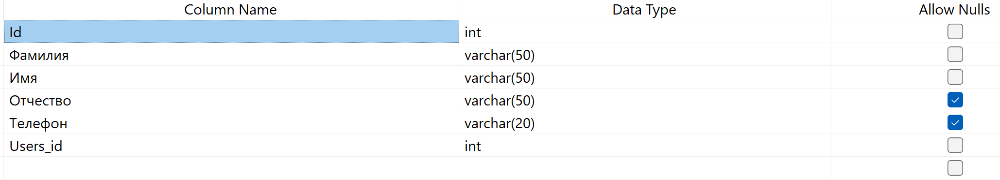 Column Name Data Type Allow Nulls
Id int
Фамилия varchar(50)
Имя varchar(50)
Отчество varchar(50)
Телефон varchar(20)
Users_id int